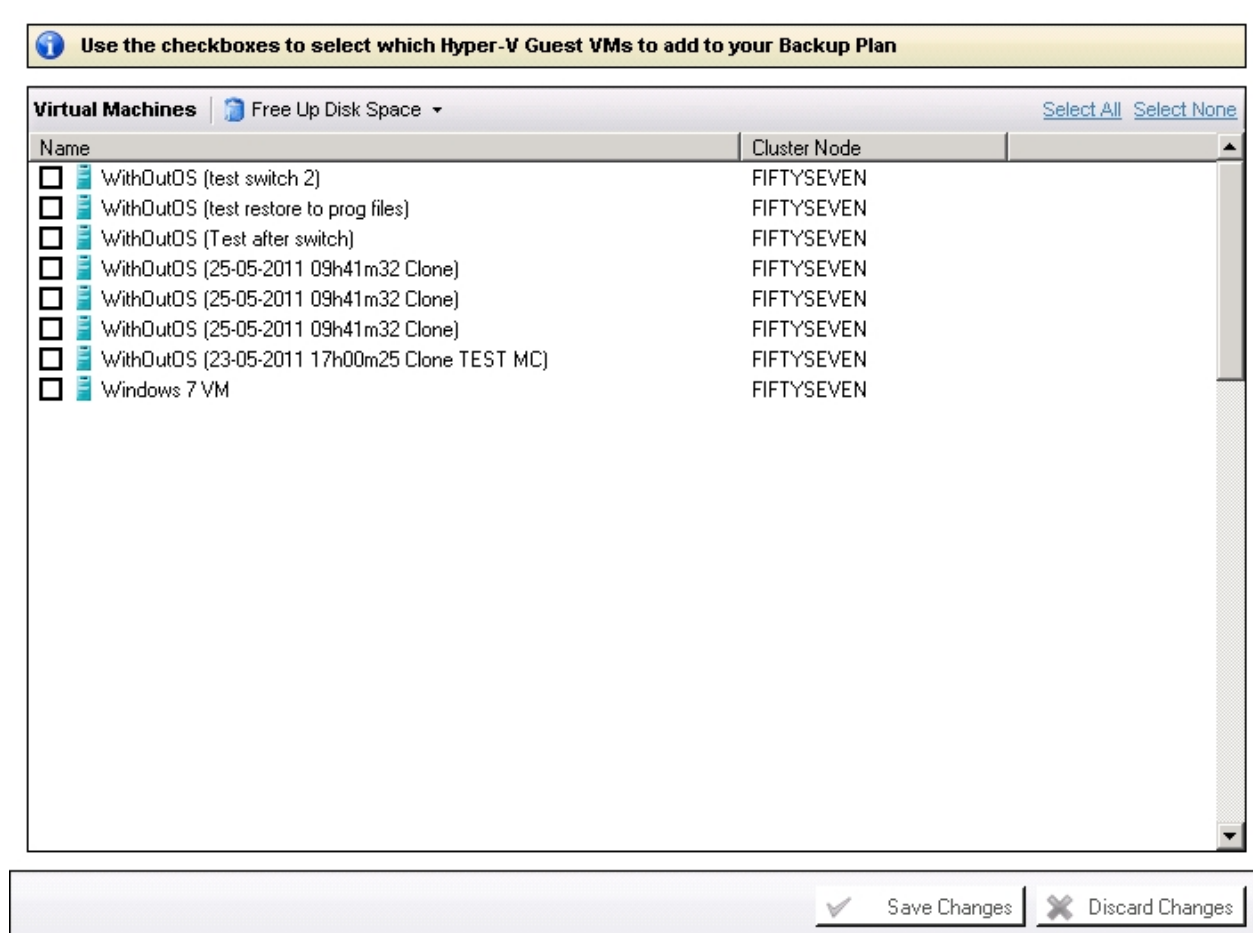 Use the checkboxes to select which Hyper-V Guest VMs to add to your Backup Plan
Virtual Machines Free Up Disk Space Select All Select None
Name Cluster Node
WithOutOS (test switch 2) FIFTYSEVEN
WithOutOS (test restore to prog files) FIFTYSEVEN
WithOutOS (Test after switch) FIFTYSEVEN
WithOutOS (25-05-2011 09h41m32 Clone) FIFTYSEVEN
WithOutOS (25-05-2011 09h41m32 Clone) FIFTYSEVEN
WithOutOS (25-05-2011 09h41m32 Clone) FIFTYSEVEN
WithOutOS (23-05-2011 17h00m25 Clone TEST MC) FIFTYSEVEN
Windows 7 VM FIFTYSEVEN
Save Changes Discard Changes